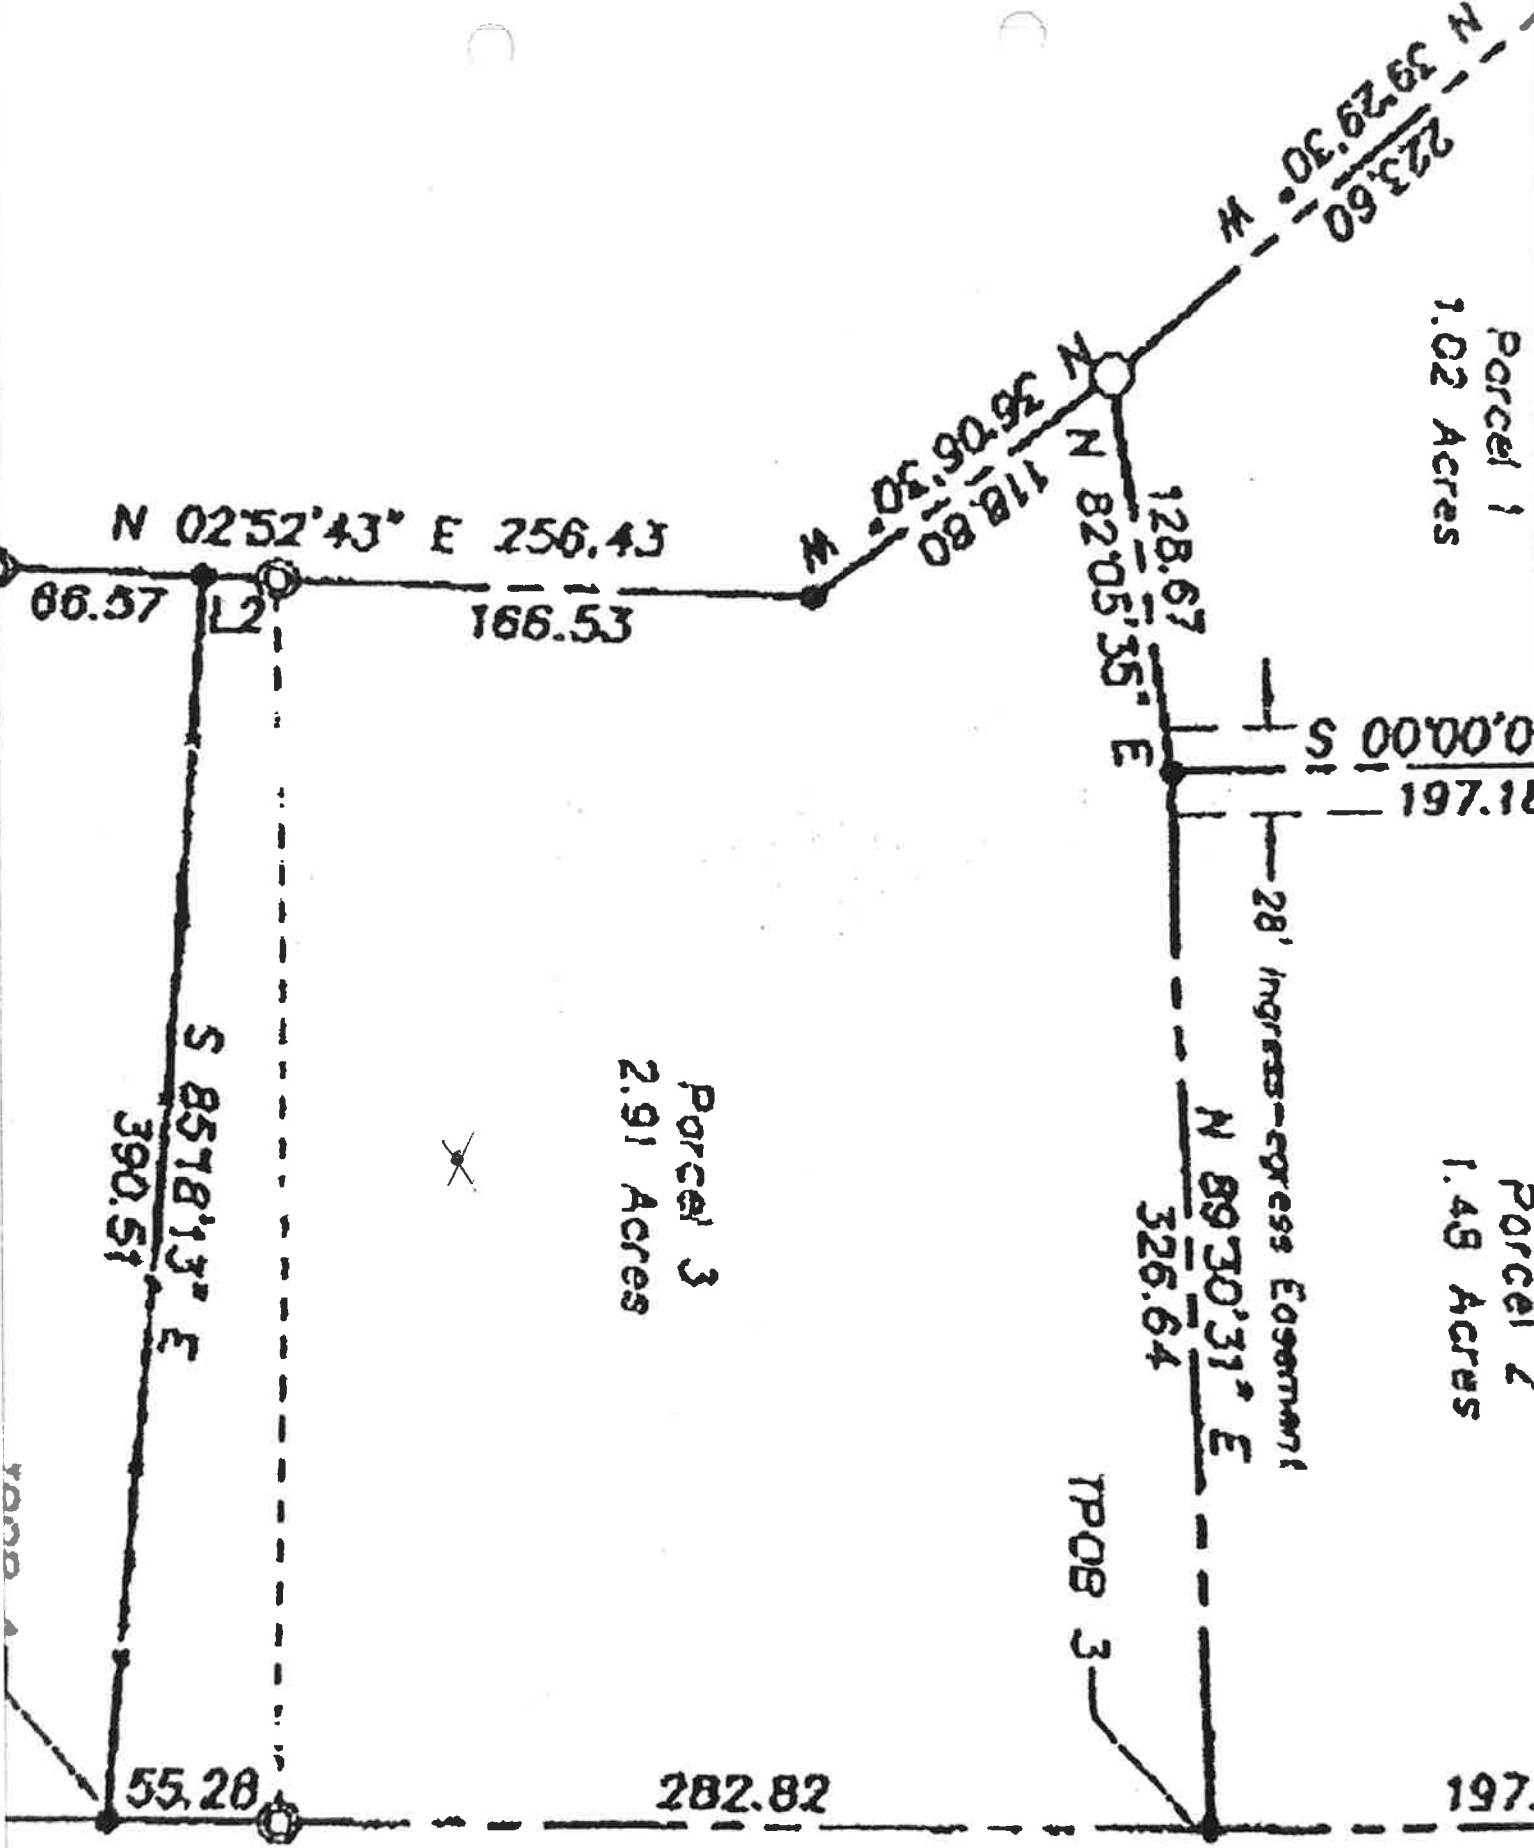 N 39°29'30" W
223.60
Parcel 1
1.02 Acres
N 36°06'30" W
118.80
128.67
N 82°05'35" E
N 02°52'43" E 256.43
66.57
L2
166.53
S 00°00'0
197.18
28' Ingress-egress Easement
N 89°30'31" E
326.64
Parcel 2
1.48 Acres
Parcel 3
2.91 Acres
S 85°18'13" E
390.51
TPOB 3
55.28
282.82
197.